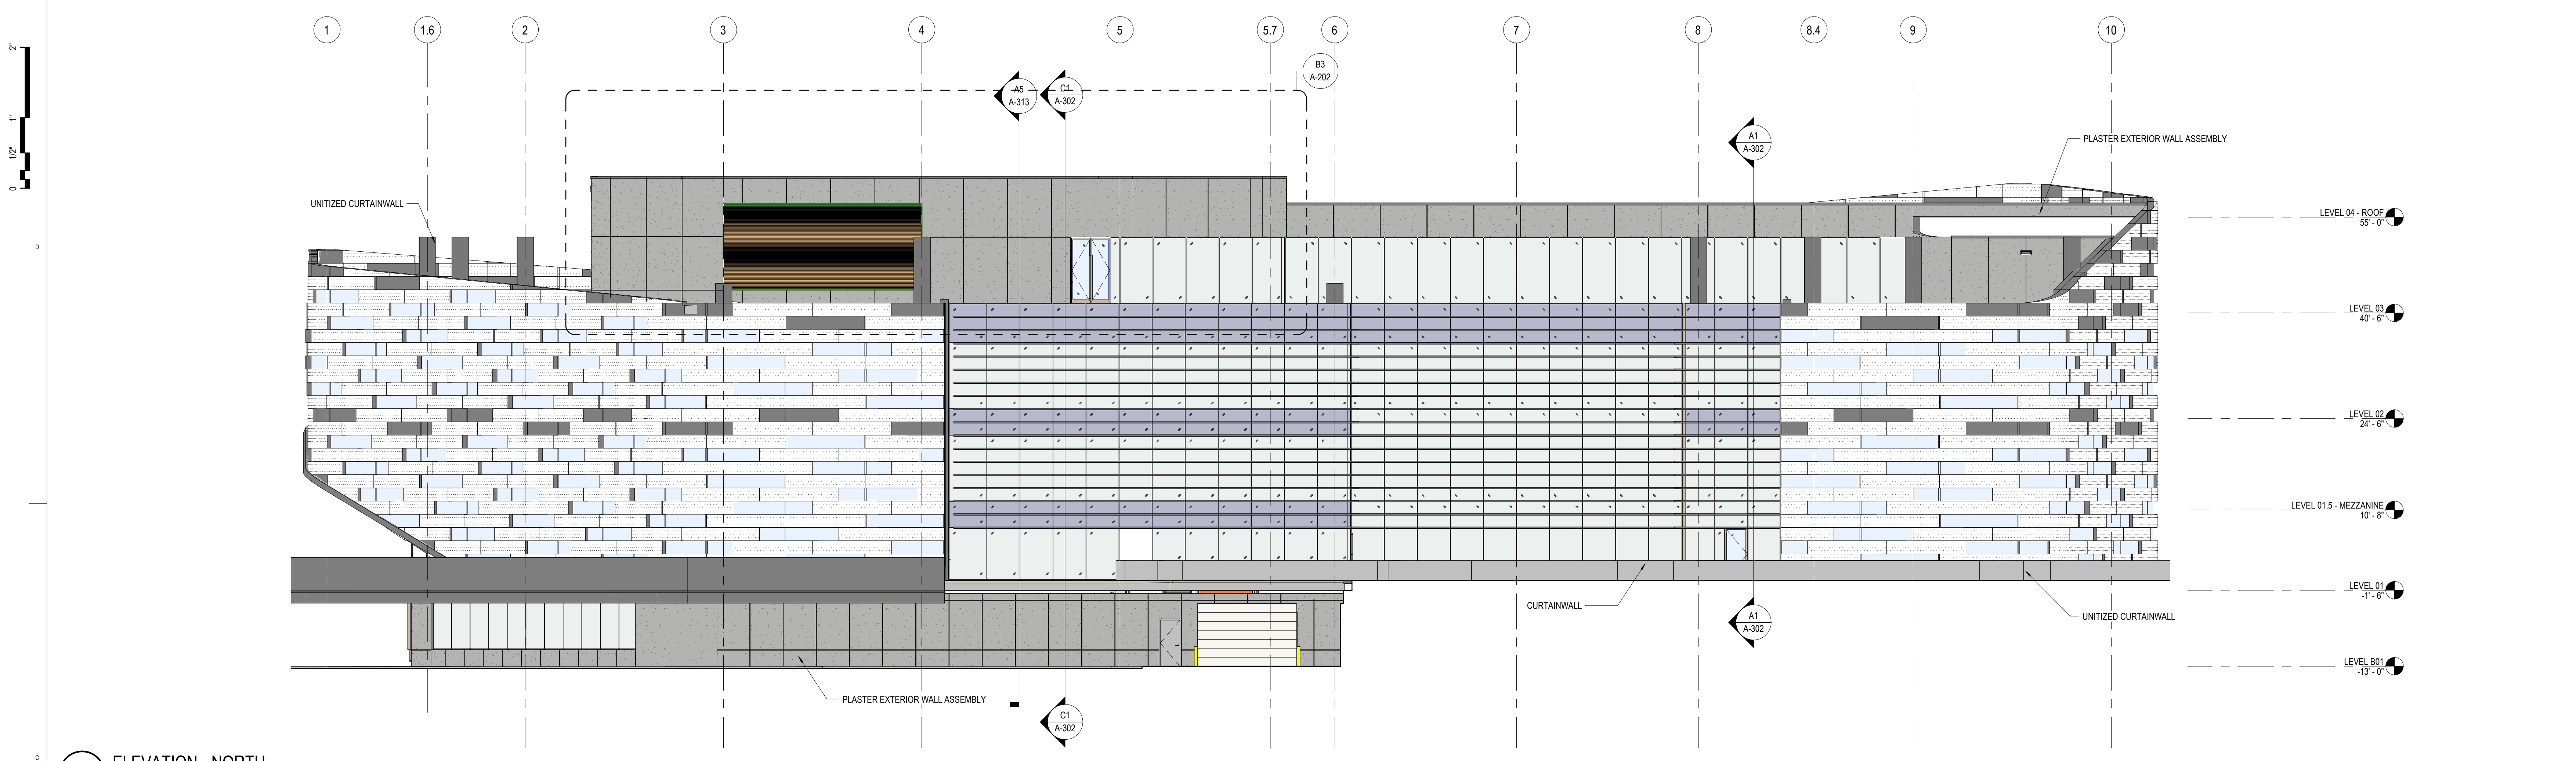 1
1.6
2
3
4
5
5.7
6
7
8
8.4
9
10
2"
1"
1/2"
0
B3
A-202
A5
A-313
C1
A-302
A1
A-302
PLASTER EXTERIOR WALL ASSEMBLY
UNITIZED CURTAINWALL
LEVEL 04 - ROOF
55' - 0"
D
LEVEL 03
40' - 6"
LEVEL 02
24' - 6"
LEVEL 01.5 - MEZZANINE
10' - 8"
LEVEL 01
-1' - 6"
CURTAINWALL
A1
A-302
UNITIZED CURTAINWALL
LEVEL B01
-13' - 0"
PLASTER EXTERIOR WALL ASSEMBLY
C1
A-302
C
ELEVATION - NORTH